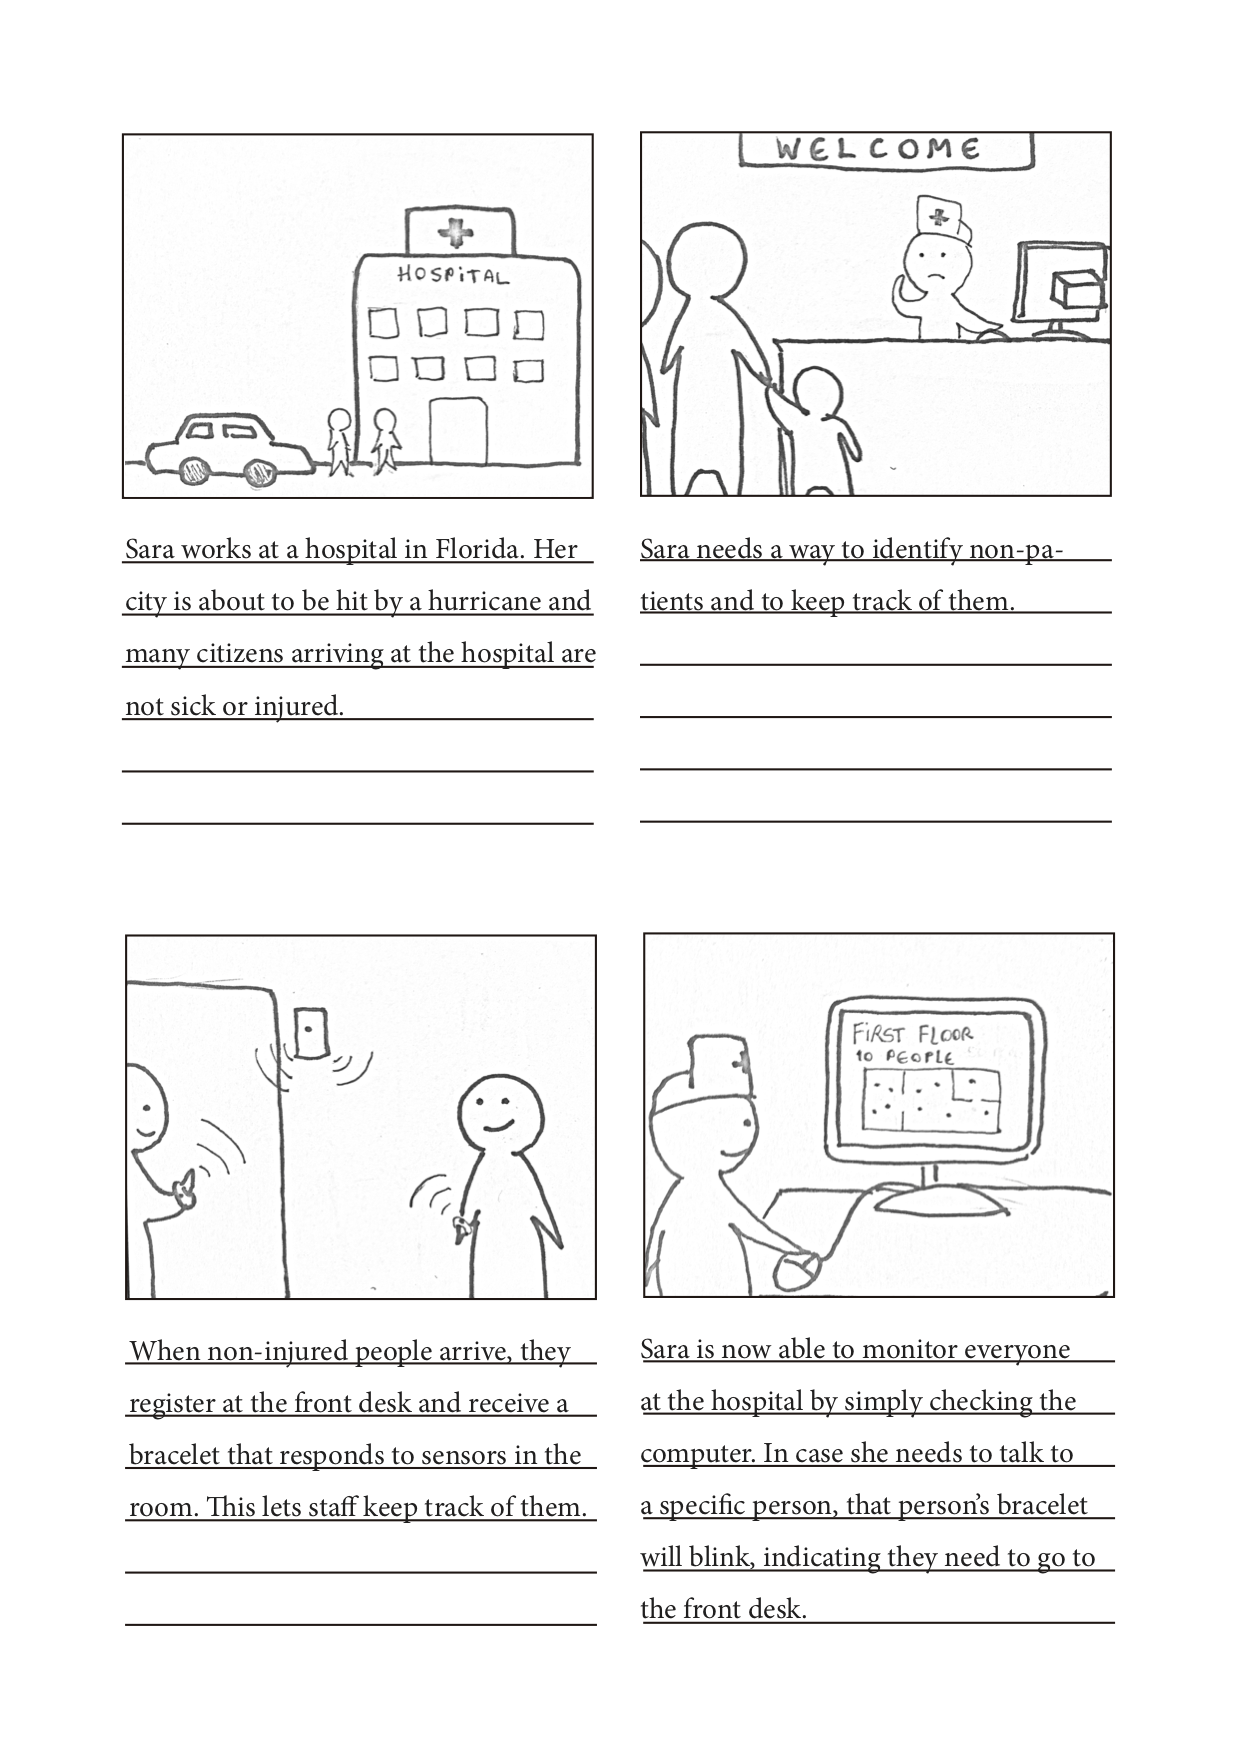 HOSPiTAL
WELCOME
Sara works at a hospital in Florida. Her
city is about to be hit by a hurricane and
many citizens arriving at the hospital are
not sick or injured.
Sara needs a way to identify non-pa-
tients and to keep track of them.
FiRST FLOOR
10 PEOPLE
When non-injured people arrive, they
register at the front desk and receive a
bracelet that responds to sensors in the
room. This lets staff keep track of them.
Sara is now able to monitor everyone
at the hospital by simply checking the
computer. In case she needs to talk to
a specific person, that person’s bracelet
will blink, indicating they need to go to
the front desk.